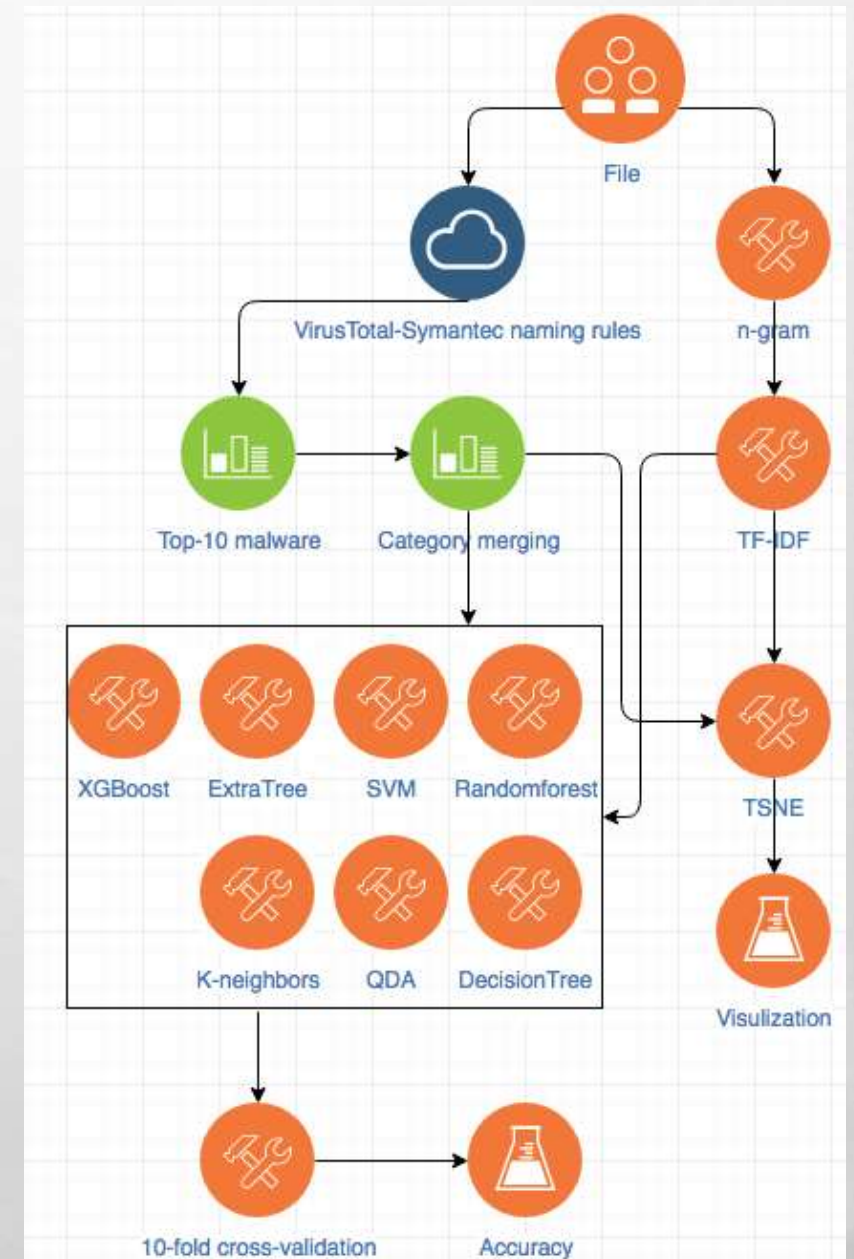 File
VirusTotal-Symantec naming rules
n-gram
Top-10 malware
Category merging
TF-IDF
XGBoost
ExtraTree
SVM
Randomforest
TSNE
K-neighbors
QDA
DecisionTree
Visulization
10-fold cross-validation
Accuracy